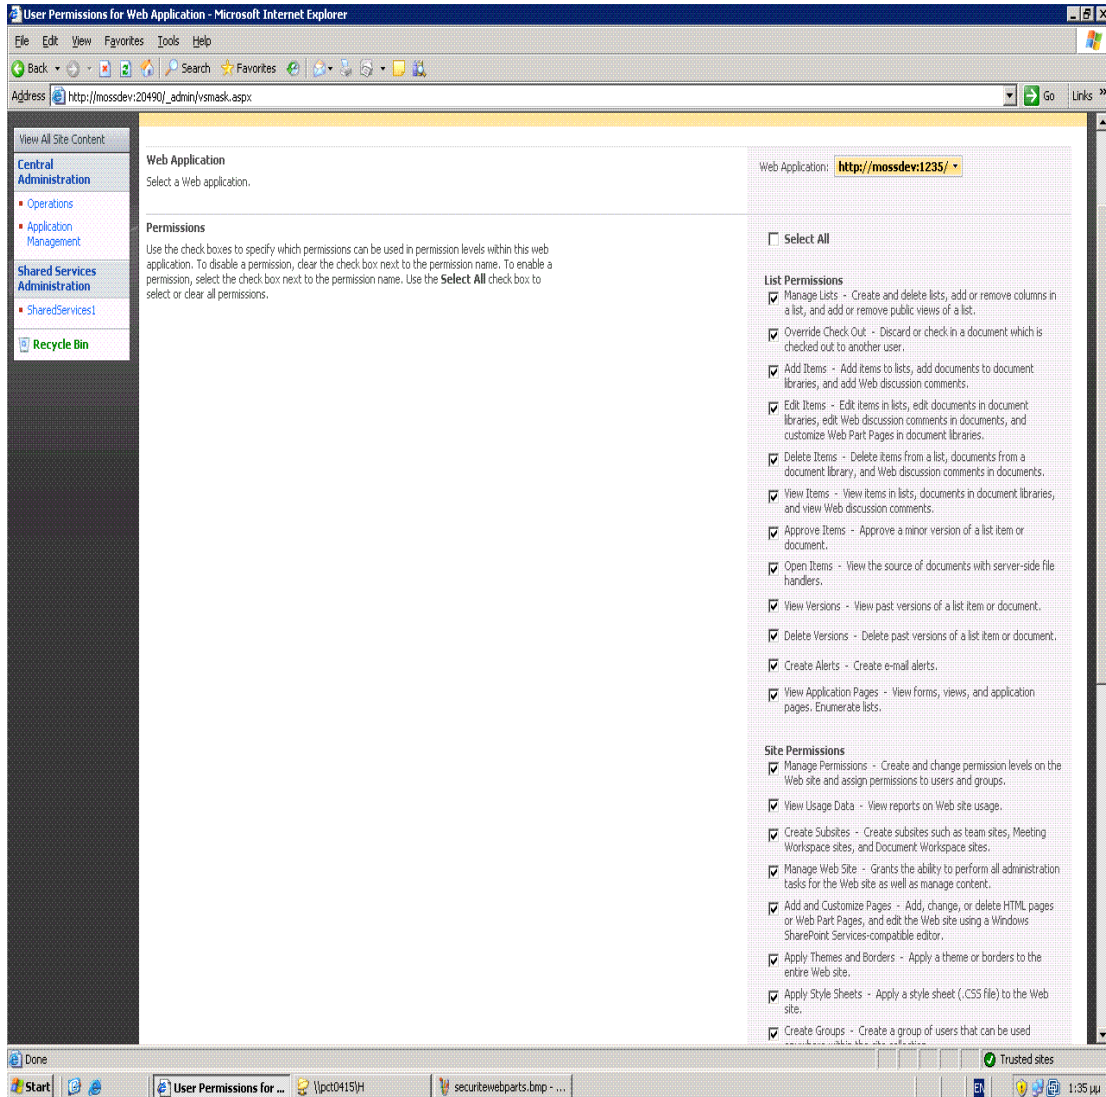 User Permissions for Web Application - Microsoft Internet Explorer
File Edit View Favorites Tools Help
Back Search Favorites
Address http://mossdev:20490/_admin/vsmask.aspx Go Links »
View All Site Content
Central
Administration
Operations
Application
Management
Shared Services
Administration
SharedServices1
Recycle Bin
Web Application
Select a Web application.
Web Application: http://mossdev:1235/
Permissions
Use the check boxes to specify which permissions can be used in permission levels within this web
application. To disable a permission, clear the check box next to the permission name. To enable a
permission, select the check box next to the permission name. Use the Select All check box to
select or clear all permissions.
Select All
List Permissions
Manage Lists - Create and delete lists, add or remove columns in
a list, and add or remove public views of a list.
Override Check Out - Discard or check in a document which is
checked out to another user.
Add Items - Add items to lists, add documents to document
libraries, and add Web discussion comments.
Edit Items - Edit items in lists, edit documents in document
libraries, edit Web discussion comments in documents, and
customize Web Part Pages in document libraries.
Delete Items - Delete items from a list, documents from a
document library, and Web discussion comments in documents.
View Items - View items in lists, documents in document libraries,
and view Web discussion comments.
Approve Items - Approve a minor version of a list item or
document.
Open Items - View the source of documents with server-side file
handlers.
View Versions - View past versions of a list item or document.
Delete Versions - Delete past versions of a list item or document.
Create Alerts - Create e-mail alerts.
View Application Pages - View forms, views, and application
pages. Enumerate lists.
Site Permissions
Manage Permissions - Create and change permission levels on the
Web site and assign permissions to users and groups.
View Usage Data - View reports on Web site usage.
Create Subsites - Create subsites such as team sites, Meeting
Workspace sites, and Document Workspace sites.
Manage Web Site - Grants the ability to perform all administration
tasks for the Web site as well as manage content.
Add and Customize Pages - Add, change, or delete HTML pages
or Web Part Pages, and edit the Web site using a Windows
SharePoint Services-compatible editor.
Apply Themes and Borders - Apply a theme or borders to the
entire Web site.
Apply Style Sheets - Apply a style sheet (.CSS file) to the Web
site.
Create Groups - Create a group of users that can be used
anywhere within the site collection.
Done Trusted sites
Start User Permissions for ... \\pct0415\H securitewebparts.bmp - ... EN 1:35 μμ